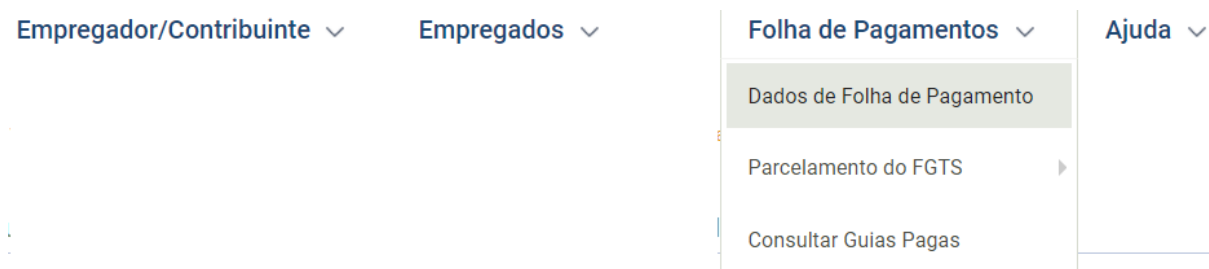 Empregador/Contribuinte
Empregados
Folha de Pagamentos
Ajuda
Dados de Folha de Pagamento
Parcelamento do FGTS
Consultar Guias Pagas